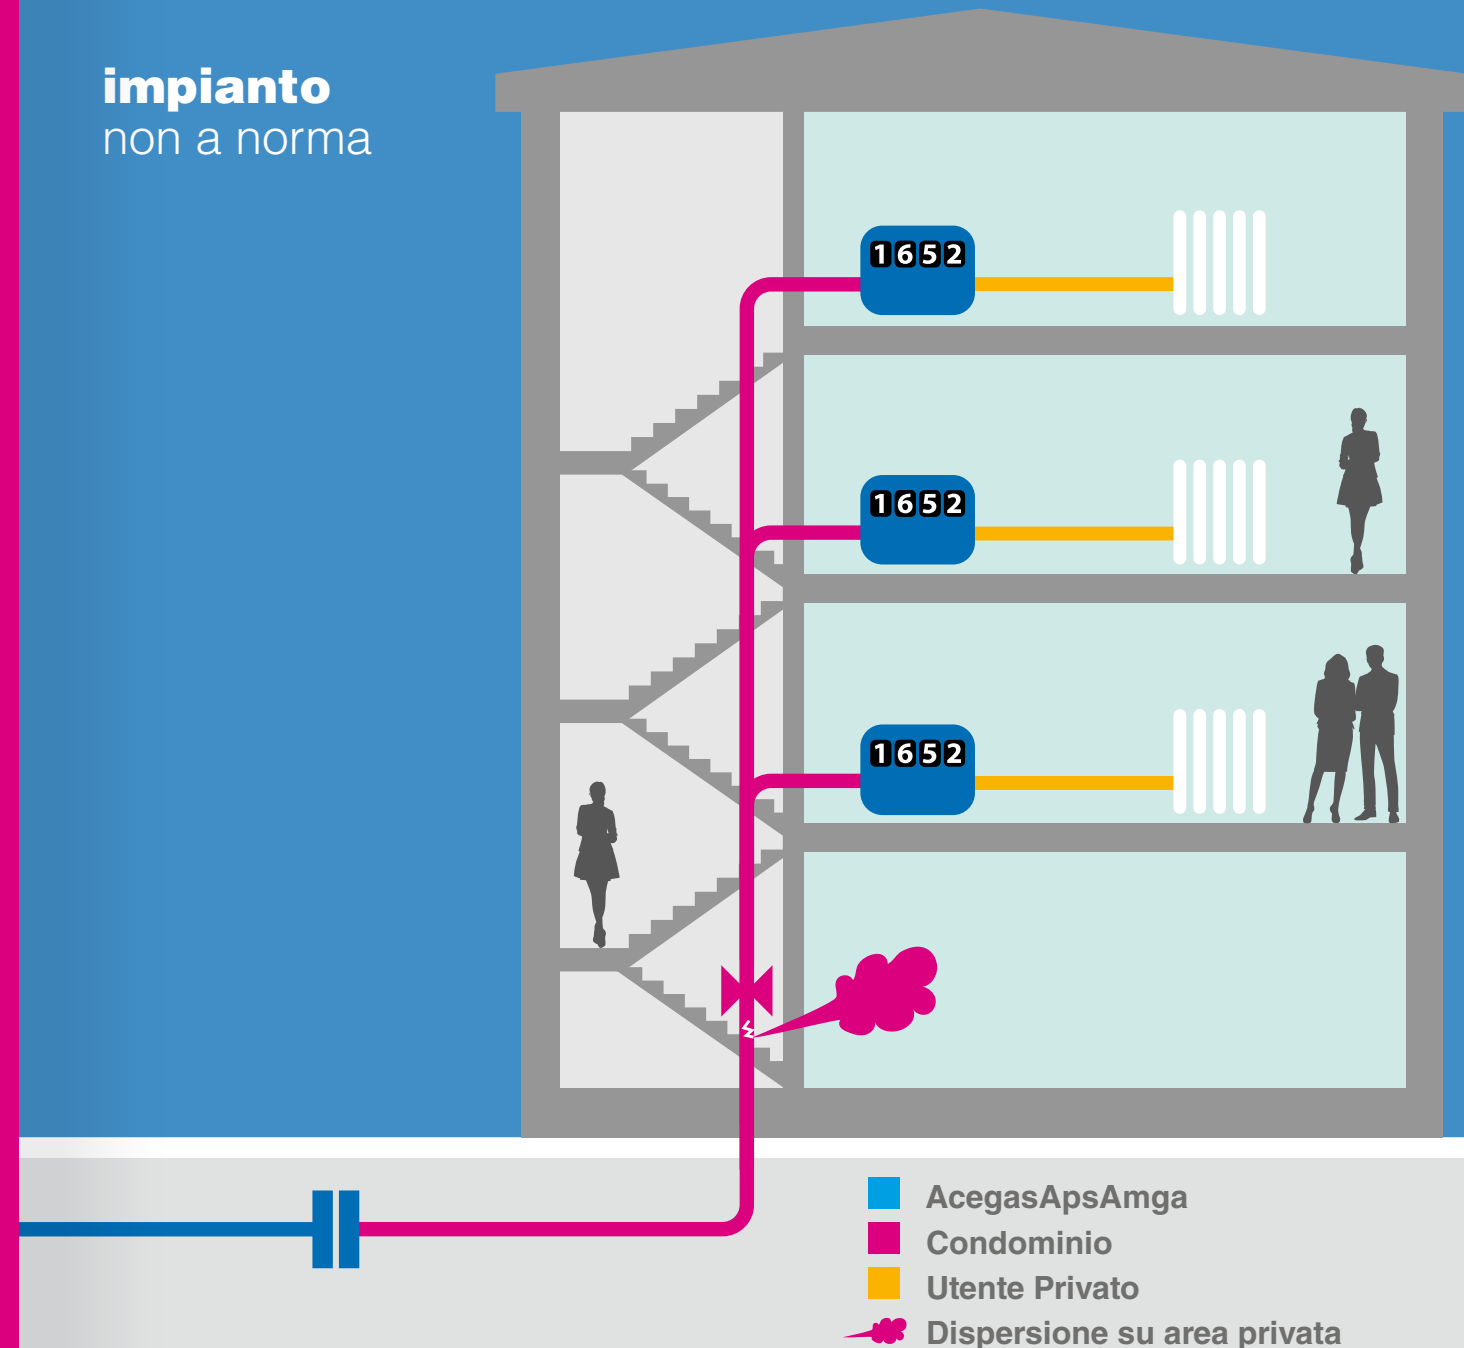 impianto
non a norma
1652
1652
1652
AcegasApsAmga
Condominio
Utente Privato
Dispersione su area privata